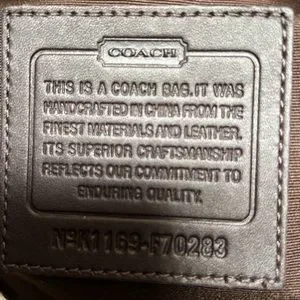 COACH
THIS IS A COACH BAG.IT WAS
HANDCRAFTED IN CHINA FROM THE
FINEST MATERIALS AND LEATHER.
ITS SUPERIOR CRAFTSMANSHIP
REFLECTS OUR COMMITMENT TO
ENDURING QUALITY.
NºK1169-F70283